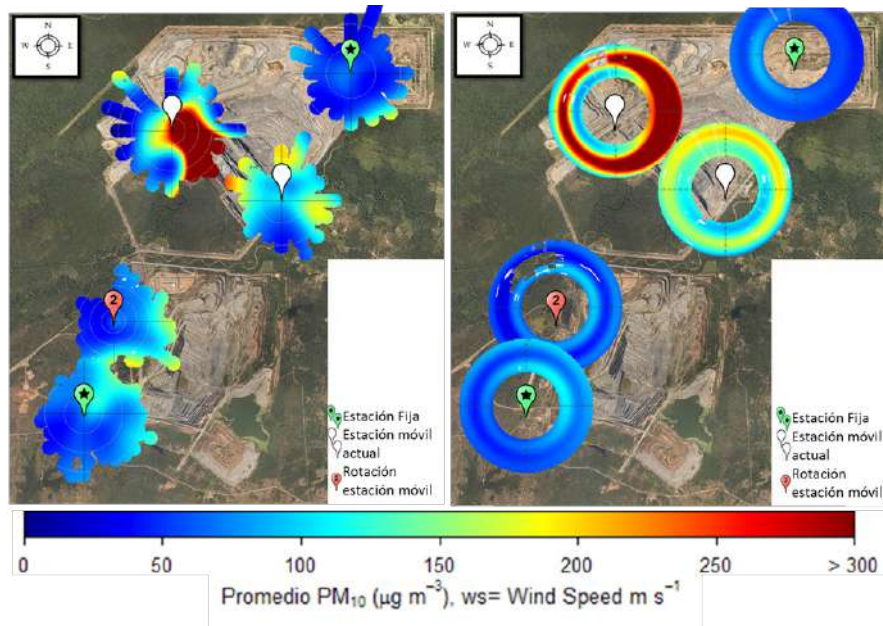 N
W E
S
2
Estación Fija
Estación móvil
actual
Rotación
estación móvil
N
W E
S
2
Estación Fija
Estación móvil
actual
Rotación
estación móvil
0 50 100 150 200 250 > 300
Promedio PM₁₀ (μg m⁻³), ws= Wind Speed m s⁻¹